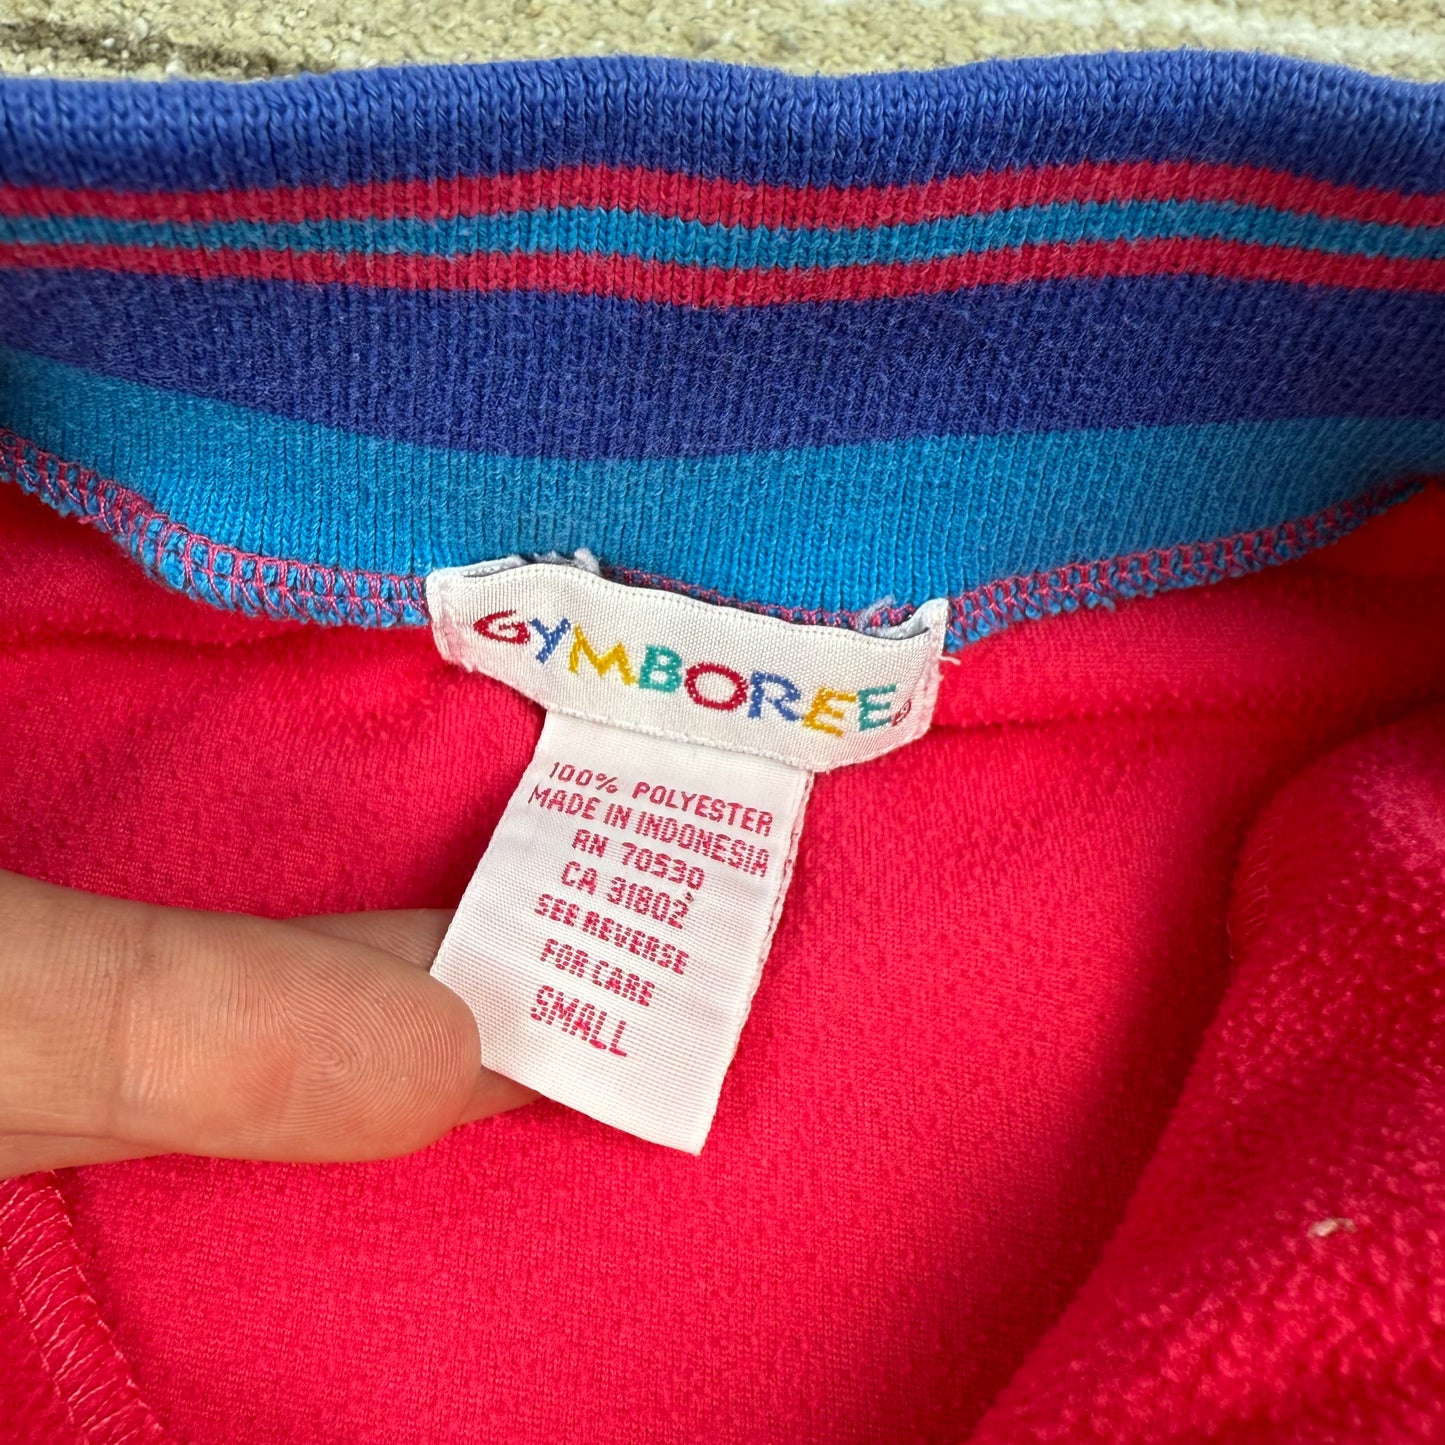 GYMBOREE®
100% POLYESTER
MADE IN INDONESIA
RN 70530
CA 31802
SEE REVERSE
FOR CARE
SMALL